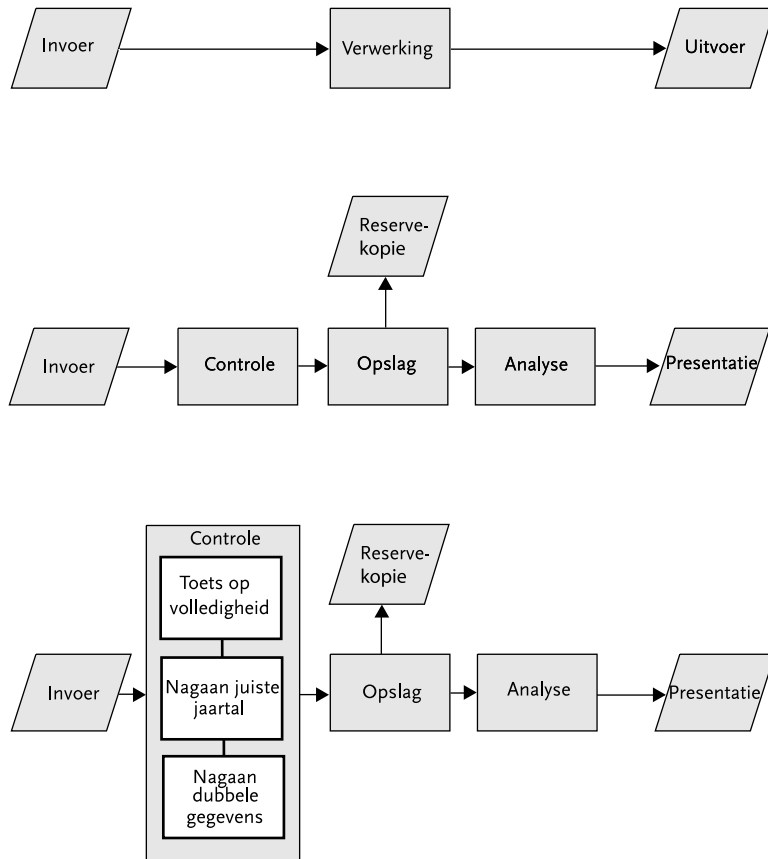 Invoer
Verwerking
Uitvoer
Reserve-
kopie
Invoer
Controle
Opslag
Analyse
Presentatie
Controle
Toets op
volledigheid
Reserve-
kopie
Invoer
Nagaan juiste
jaartal
Opslag
Analyse
Presentatie
Nagaan
dubbele
gegevens